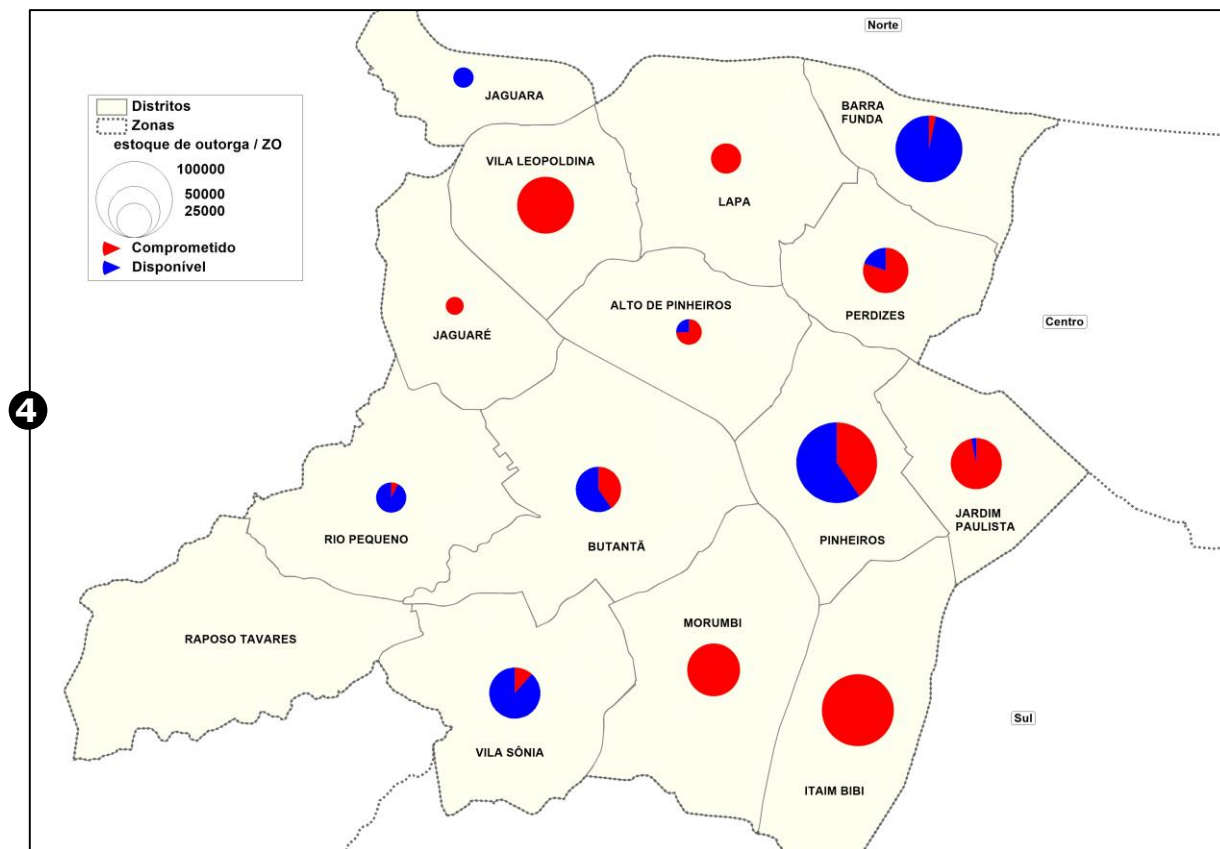 4
Norte
Distritos
Zonas
estoque de outorga / ZO
100000
50000
25000
Comprometido
Disponível
JAGUARA
BARRA
FUNDA
VILA LEOPOLDINA
LAPA
ALTO DE PINHEIROS
PERDIZES
Centro
JAGUARÉ
RIO PEQUENO
BUTANTÃ
PINHEIROS
JARDIM
PAULISTA
RAPOSO TAVARES
MORUMBI
VILA SÔNIA
ITAIM BIBI
Sul